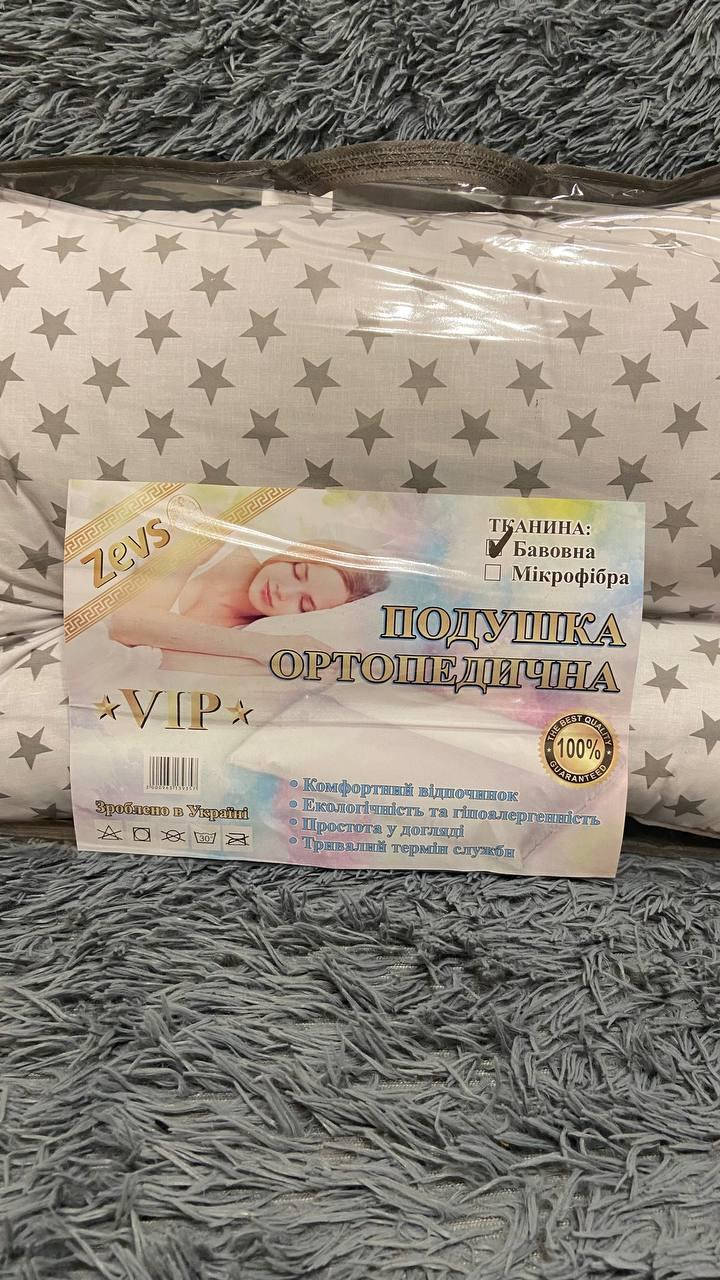 Zevs
ТКАНИНА:
Бавовна
Мікрофібра
ПОДУШКА
ОРТОПЕДИЧНА
VIP
THE BEST QUALITY
100%
GUARANTEED
• Комфортний відпочинок
• Екологічність та гіпоалергенність
• Простота у догляді
• Тривалий термін служби
Зроблено в Україні
30°